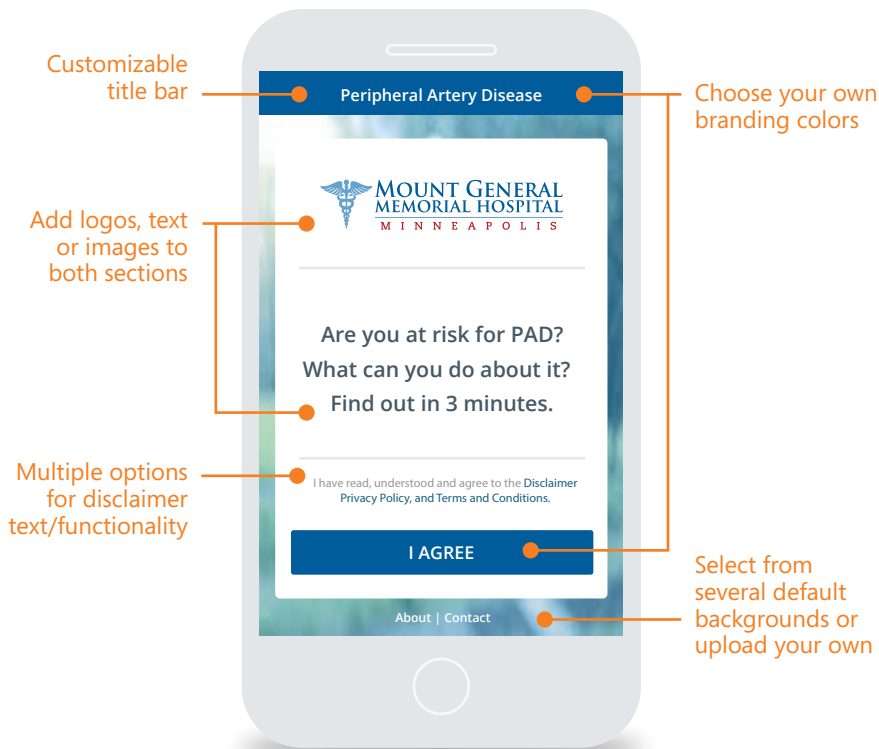 Customizable
title bar
Peripheral Artery Disease
Choose your own
branding colors
MOUNT GENERAL
MEMORIAL HOSPITAL
MINNEAPOLIS
Add logos, text
or images to
both sections
Are you at risk for PAD?
What can you do about it?
Find out in 3 minutes.
Multiple options
for disclaimer
text/functionality
I have read, understood and agree to the Disclaimer
Privacy Policy, and Terms and Conditions.
I AGREE
Select from
several default
backgrounds or
upload your own
About | Contact